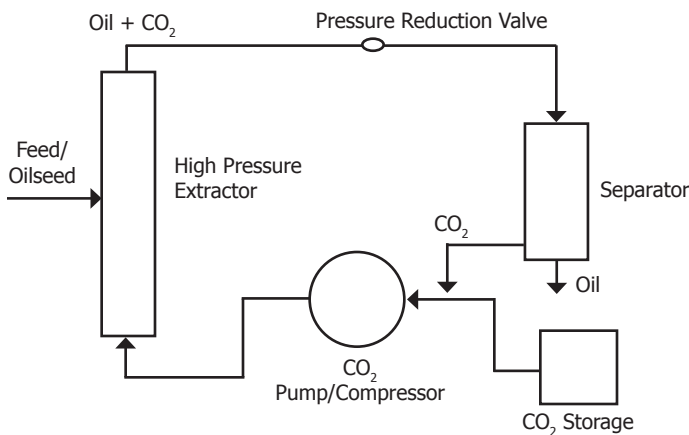 Oil + CO₂
Pressure Reduction Valve
Feed/
Oilseed
High Pressure
Extractor
Separator
CO₂
Oil
CO₂
Pump/Compressor
CO₂ Storage